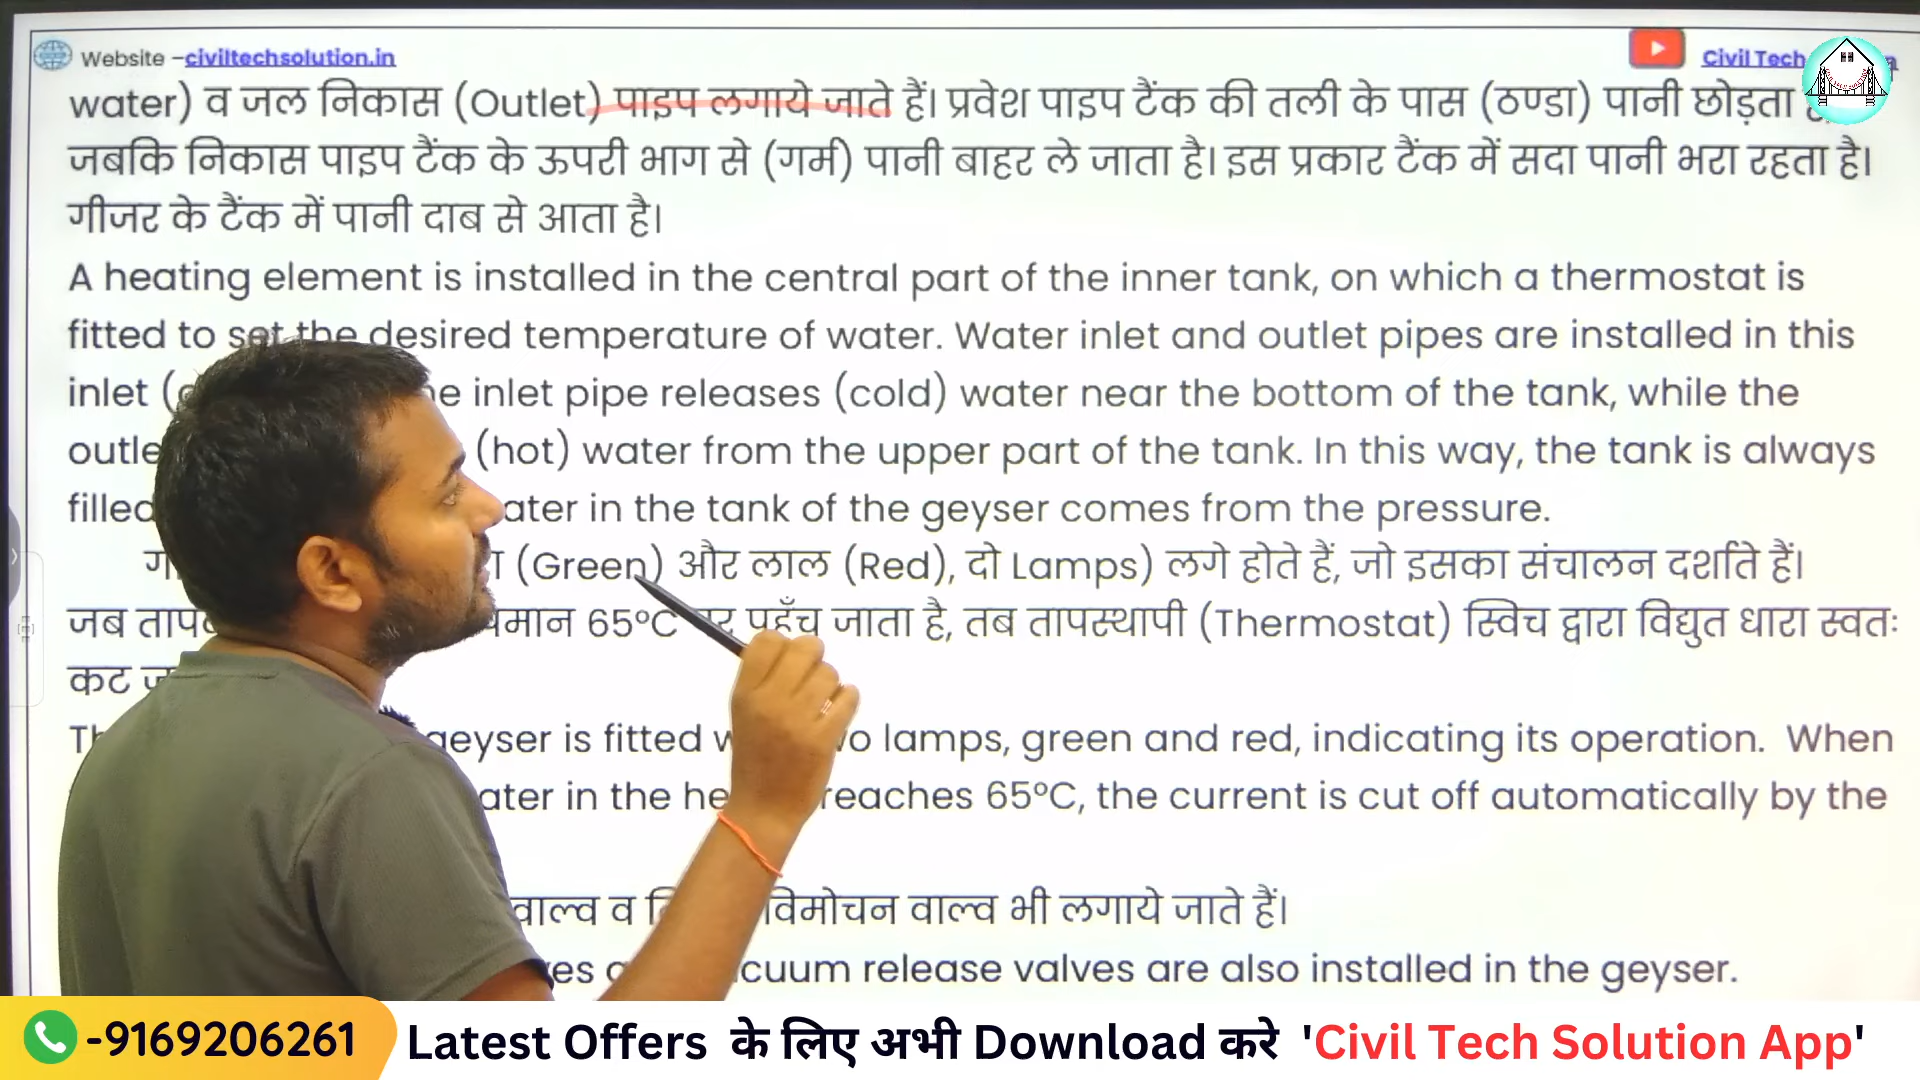 Website -civiltechsolution.in
Civil Tech
water) व जल निकास (Outlet) पाइप लगाये जाते हैं। प्रवेश पाइप टैंक की तली के पास (ठण्डा) पानी छोड़ता
जबकि निकास पाइप टैंक के ऊपरी भाग से (गर्म) पानी बाहर ले जाता है। इस प्रकार टैंक में सदा पानी भरा रहता है।
गीजर के टैंक में पानी दाब से आता है।
A heating element is installed in the central part of the inner tank, on which a thermostat is
fitted to set the desired temperature of water. Water inlet and outlet pipes are installed in this
inlet inlet pipe releases (cold) water near the bottom of the tank, while the
(hot) water from the upper part of the tank. In this way, the tank is always
filled in the tank of the geyser comes from the pressure.
(Green) और लाल (Red), दो Lamps) लगे होते हैं, जो इसका संचालन दर्शाते हैं।
जब 65°C पर पहुँच जाता है, तब तापस्थापी (Thermostat) स्विच द्वारा विद्युत धारा स्वतः
कट
geyser is fitted lamps, green and red, indicating its operation. When
in the reaches 65°C, the current is cut off automatically by the
वाल्व व विमोचन वाल्व भी लगाये जाते हैं।
release valves are also installed in the geyser.
-9169206261 Latest Offers के लिए अभी Download करे 'Civil Tech Solution App'